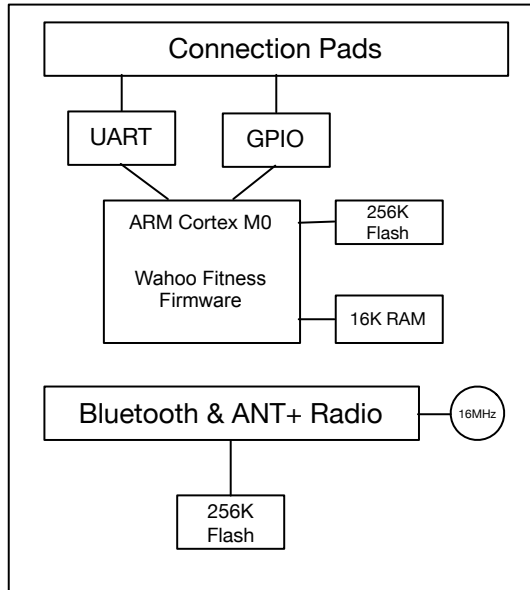 Connection Pads
UART
GPIO
ARM Cortex M0
256K
Flash
Wahoo Fitness
Firmware
16K RAM
Bluetooth & ANT+ Radio
16MHz
256K
Flash